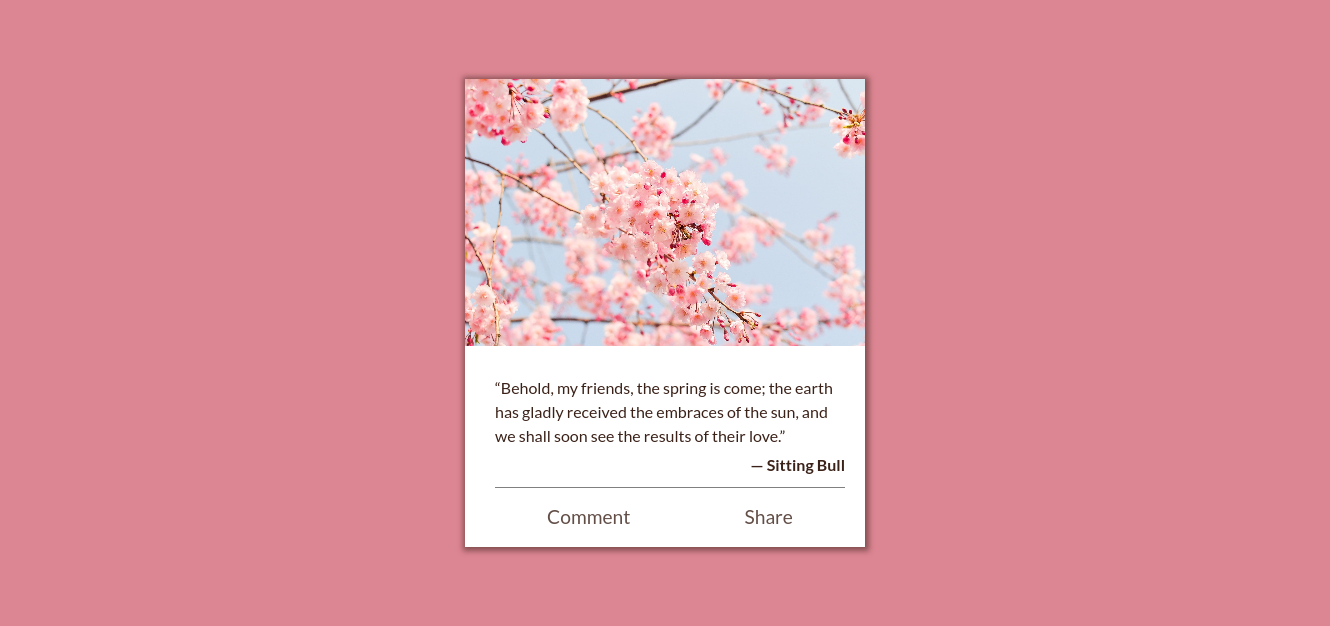 “Behold, my friends, the spring is come; the earth
has gladly received the embraces of the sun, and
we shall soon see the results of their love.”
— Sitting Bull
Comment
Share